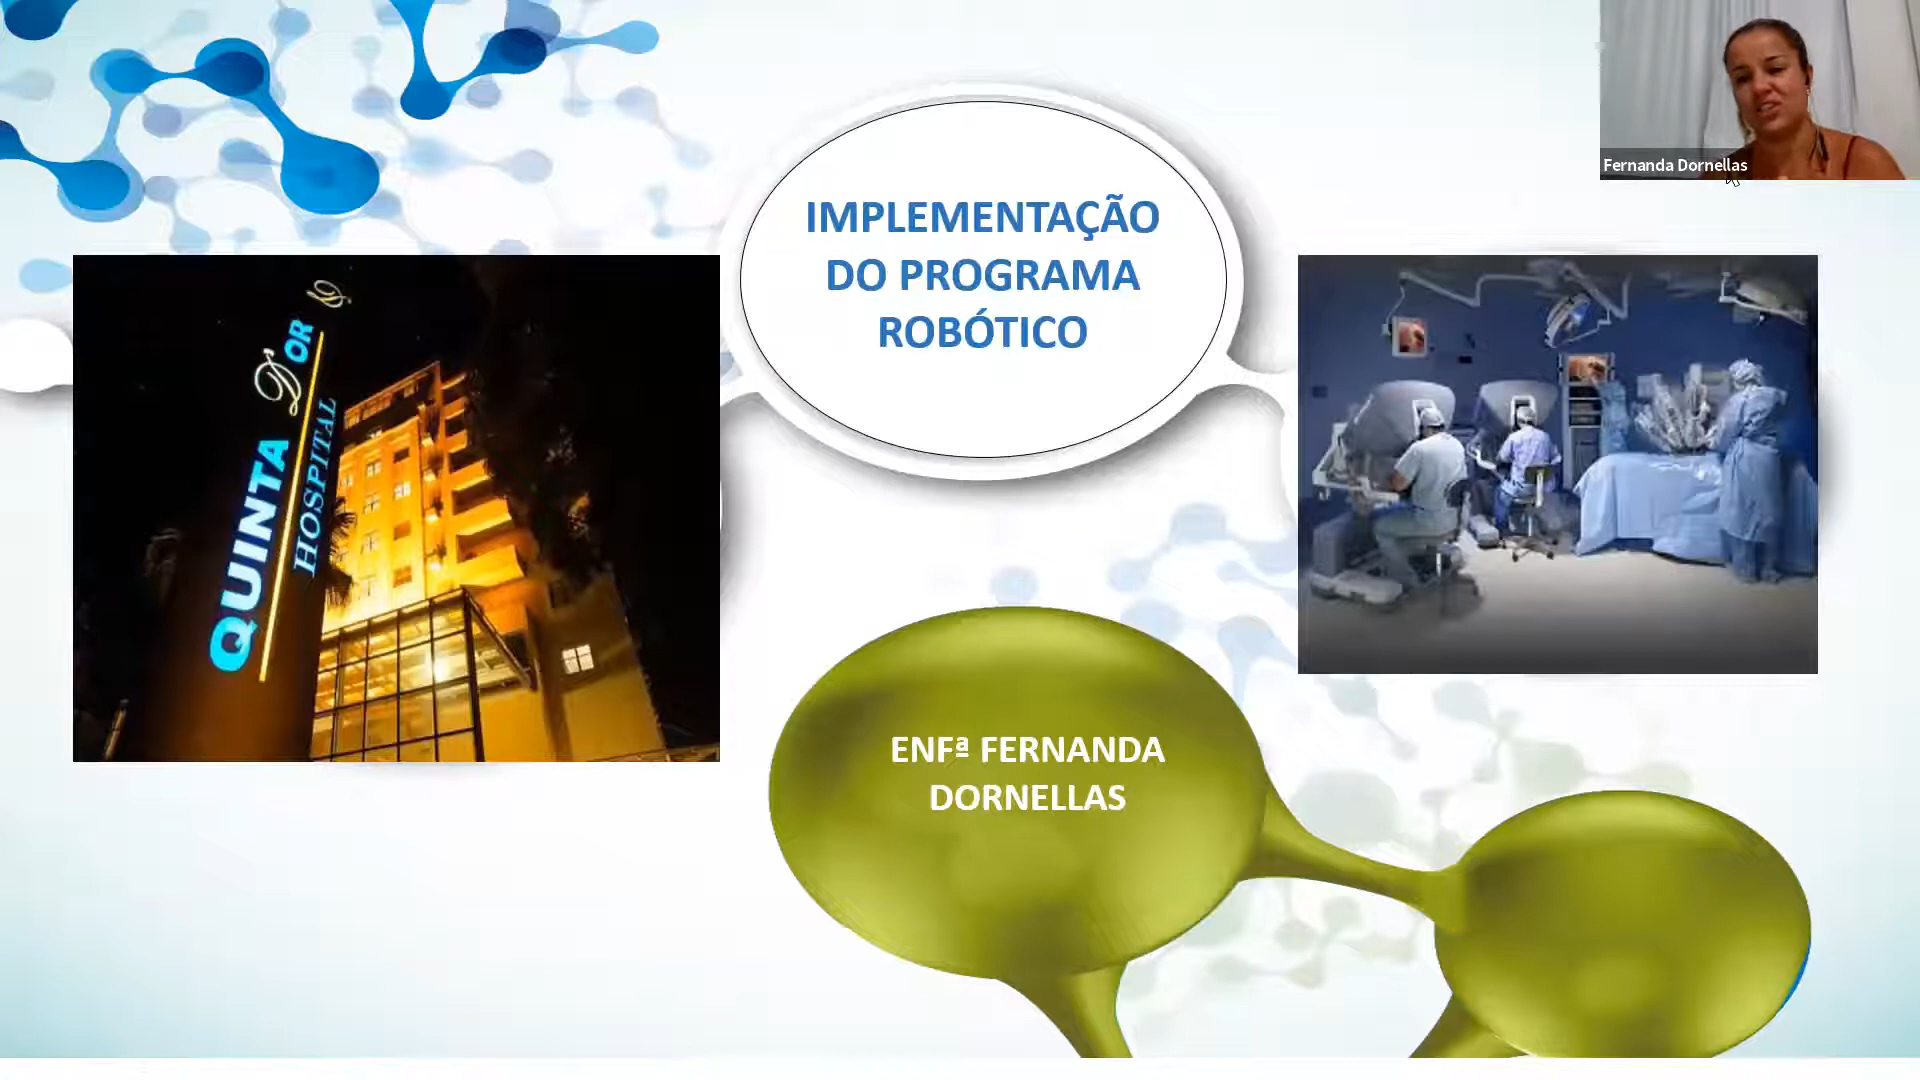 IMPLEMENTAÇÃO
DO PROGRAMA
ROBÓTICO
Fernanda Dornellas
QUINTA D'OR
HOSPITAL
ENFª FERNANDA
DORNELLAS